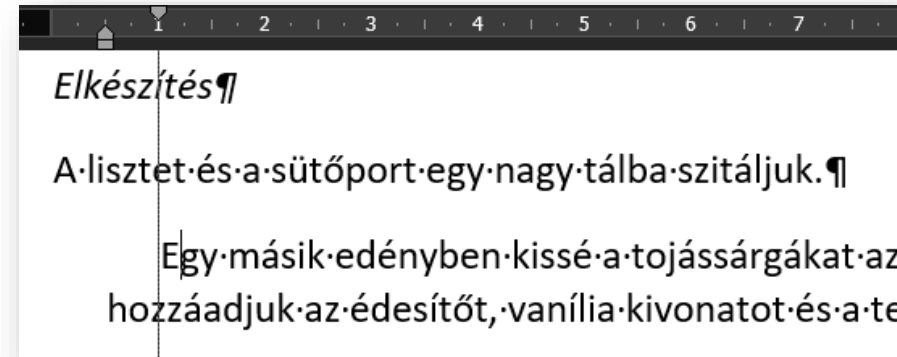 1 2 3 4 5 6 7
Elkészítés¶
A·lisztet·és·a·sütőport·egy·nagy·tálba·szitáljuk.¶
Egy·másik·edényben·kissé·a·tojássárgákat·az
hozzáadjuk·az·édesítőt,·vanília·kivonatot·és·a·te